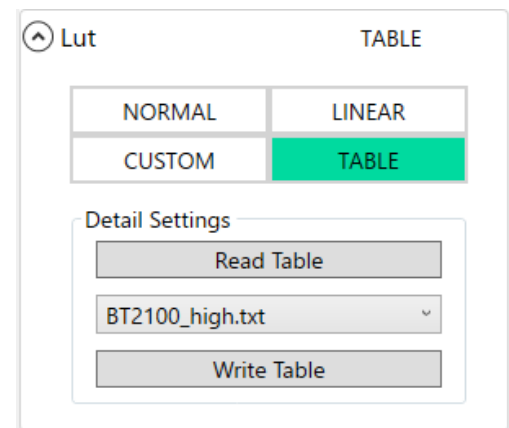 Lut TABLE
NORMAL LINEAR
CUSTOM TABLE
Detail Settings
Read Table
BT2100_high.txt
Write Table